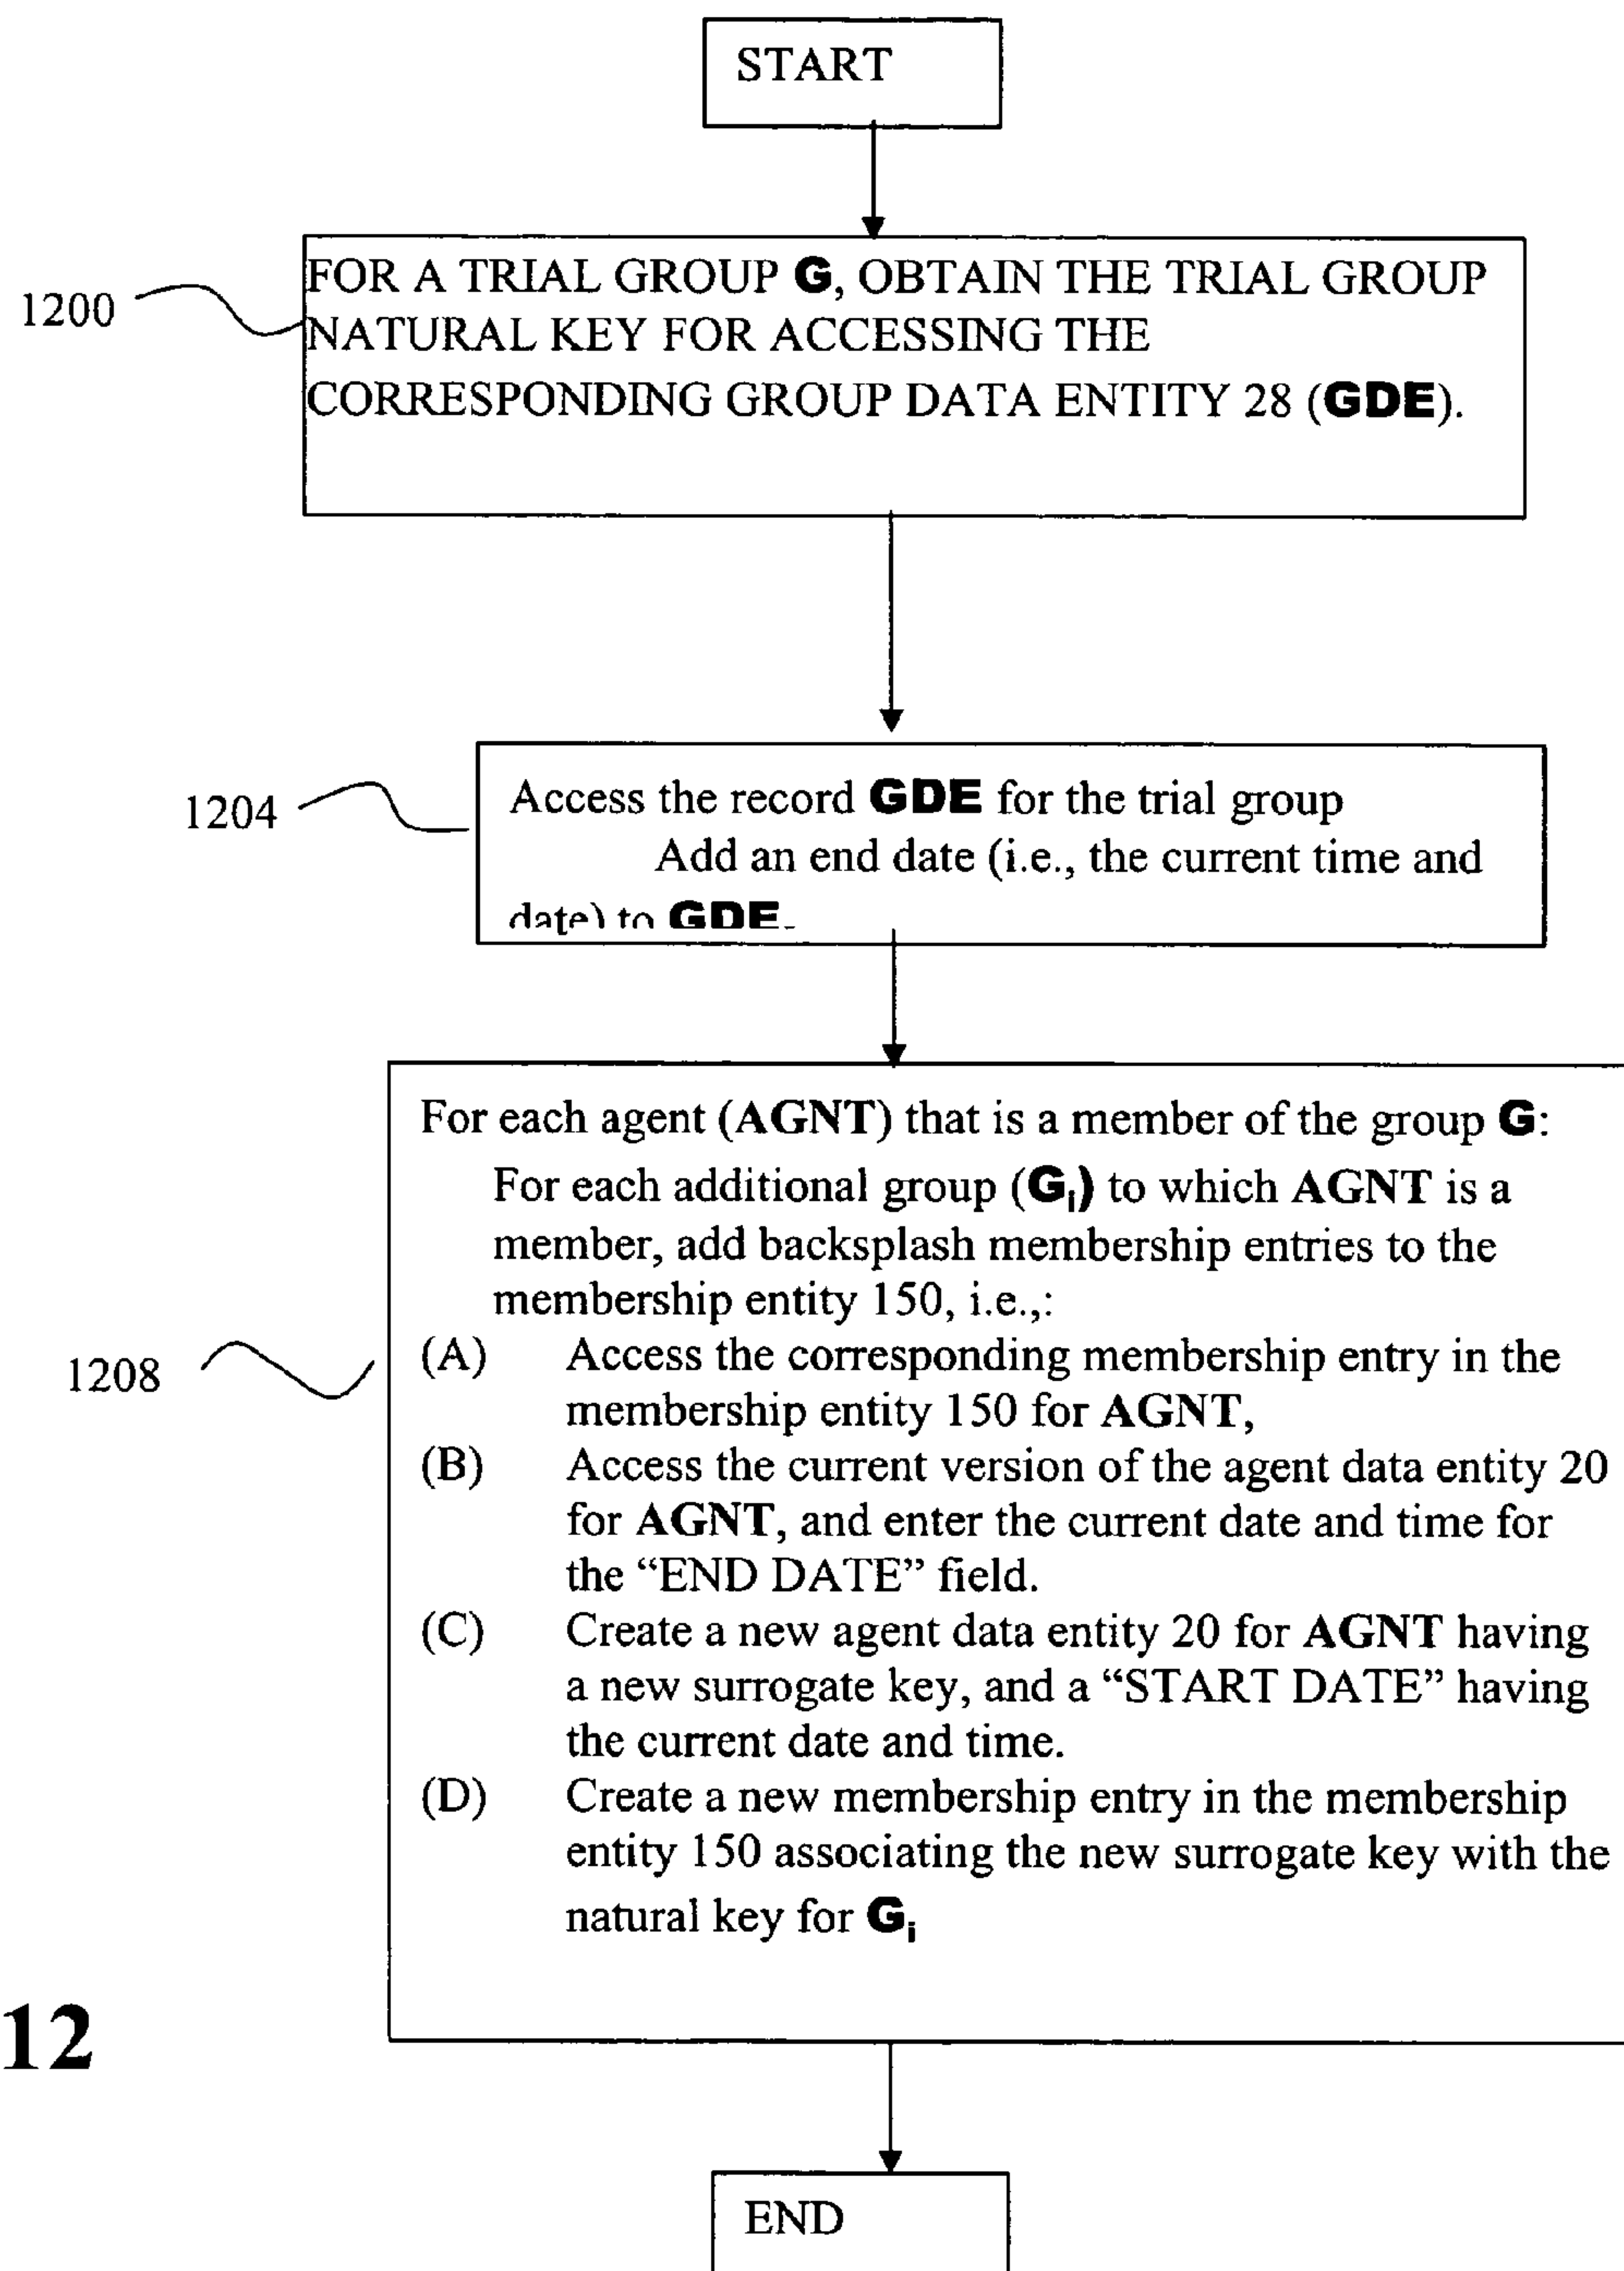 START
1200
FOR A TRIAL GROUP G, OBTAIN THE TRIAL GROUP
NATURAL KEY FOR ACCESSING THE
CORRESPONDING GROUP DATA ENTITY 28 (GDE).
1204
Access the record GDE for the trial group
Add an end date (i.e., the current time and
date) to GDE.
1208
For each agent (AGNT) that is a member of the group G:
For each additional group (Gi) to which AGNT is a
member, add backsplash membership entries to the
membership entity 150, i.e.,:
(A) Access the corresponding membership entry in the
membership entity 150 for AGNT,
(B) Access the current version of the agent data entity 20
for AGNT, and enter the current date and time for
the “END DATE” field.
(C) Create a new agent data entity 20 for AGNT having
a new surrogate key, and a “START DATE” having
the current date and time.
(D) Create a new membership entry in the membership
entity 150 associating the new surrogate key with the
natural key for Gi
12
END